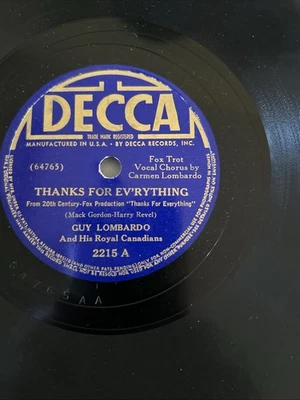 DECCA
TRADE MARK REGISTERED
MANUFACTURED IN U.S.A. - BY DECCA RECORDS, INC.
(64765)
Fox Trot
Vocal Chorus by
Carmen Lombardo
THANKS FOR EV'RYTHING
From 20th Century-Fox Production "Thanks For Everything"
(Mack Gordon-Harry Revel)
GUY LOMBARDO
And His Royal Canadians
2215 A